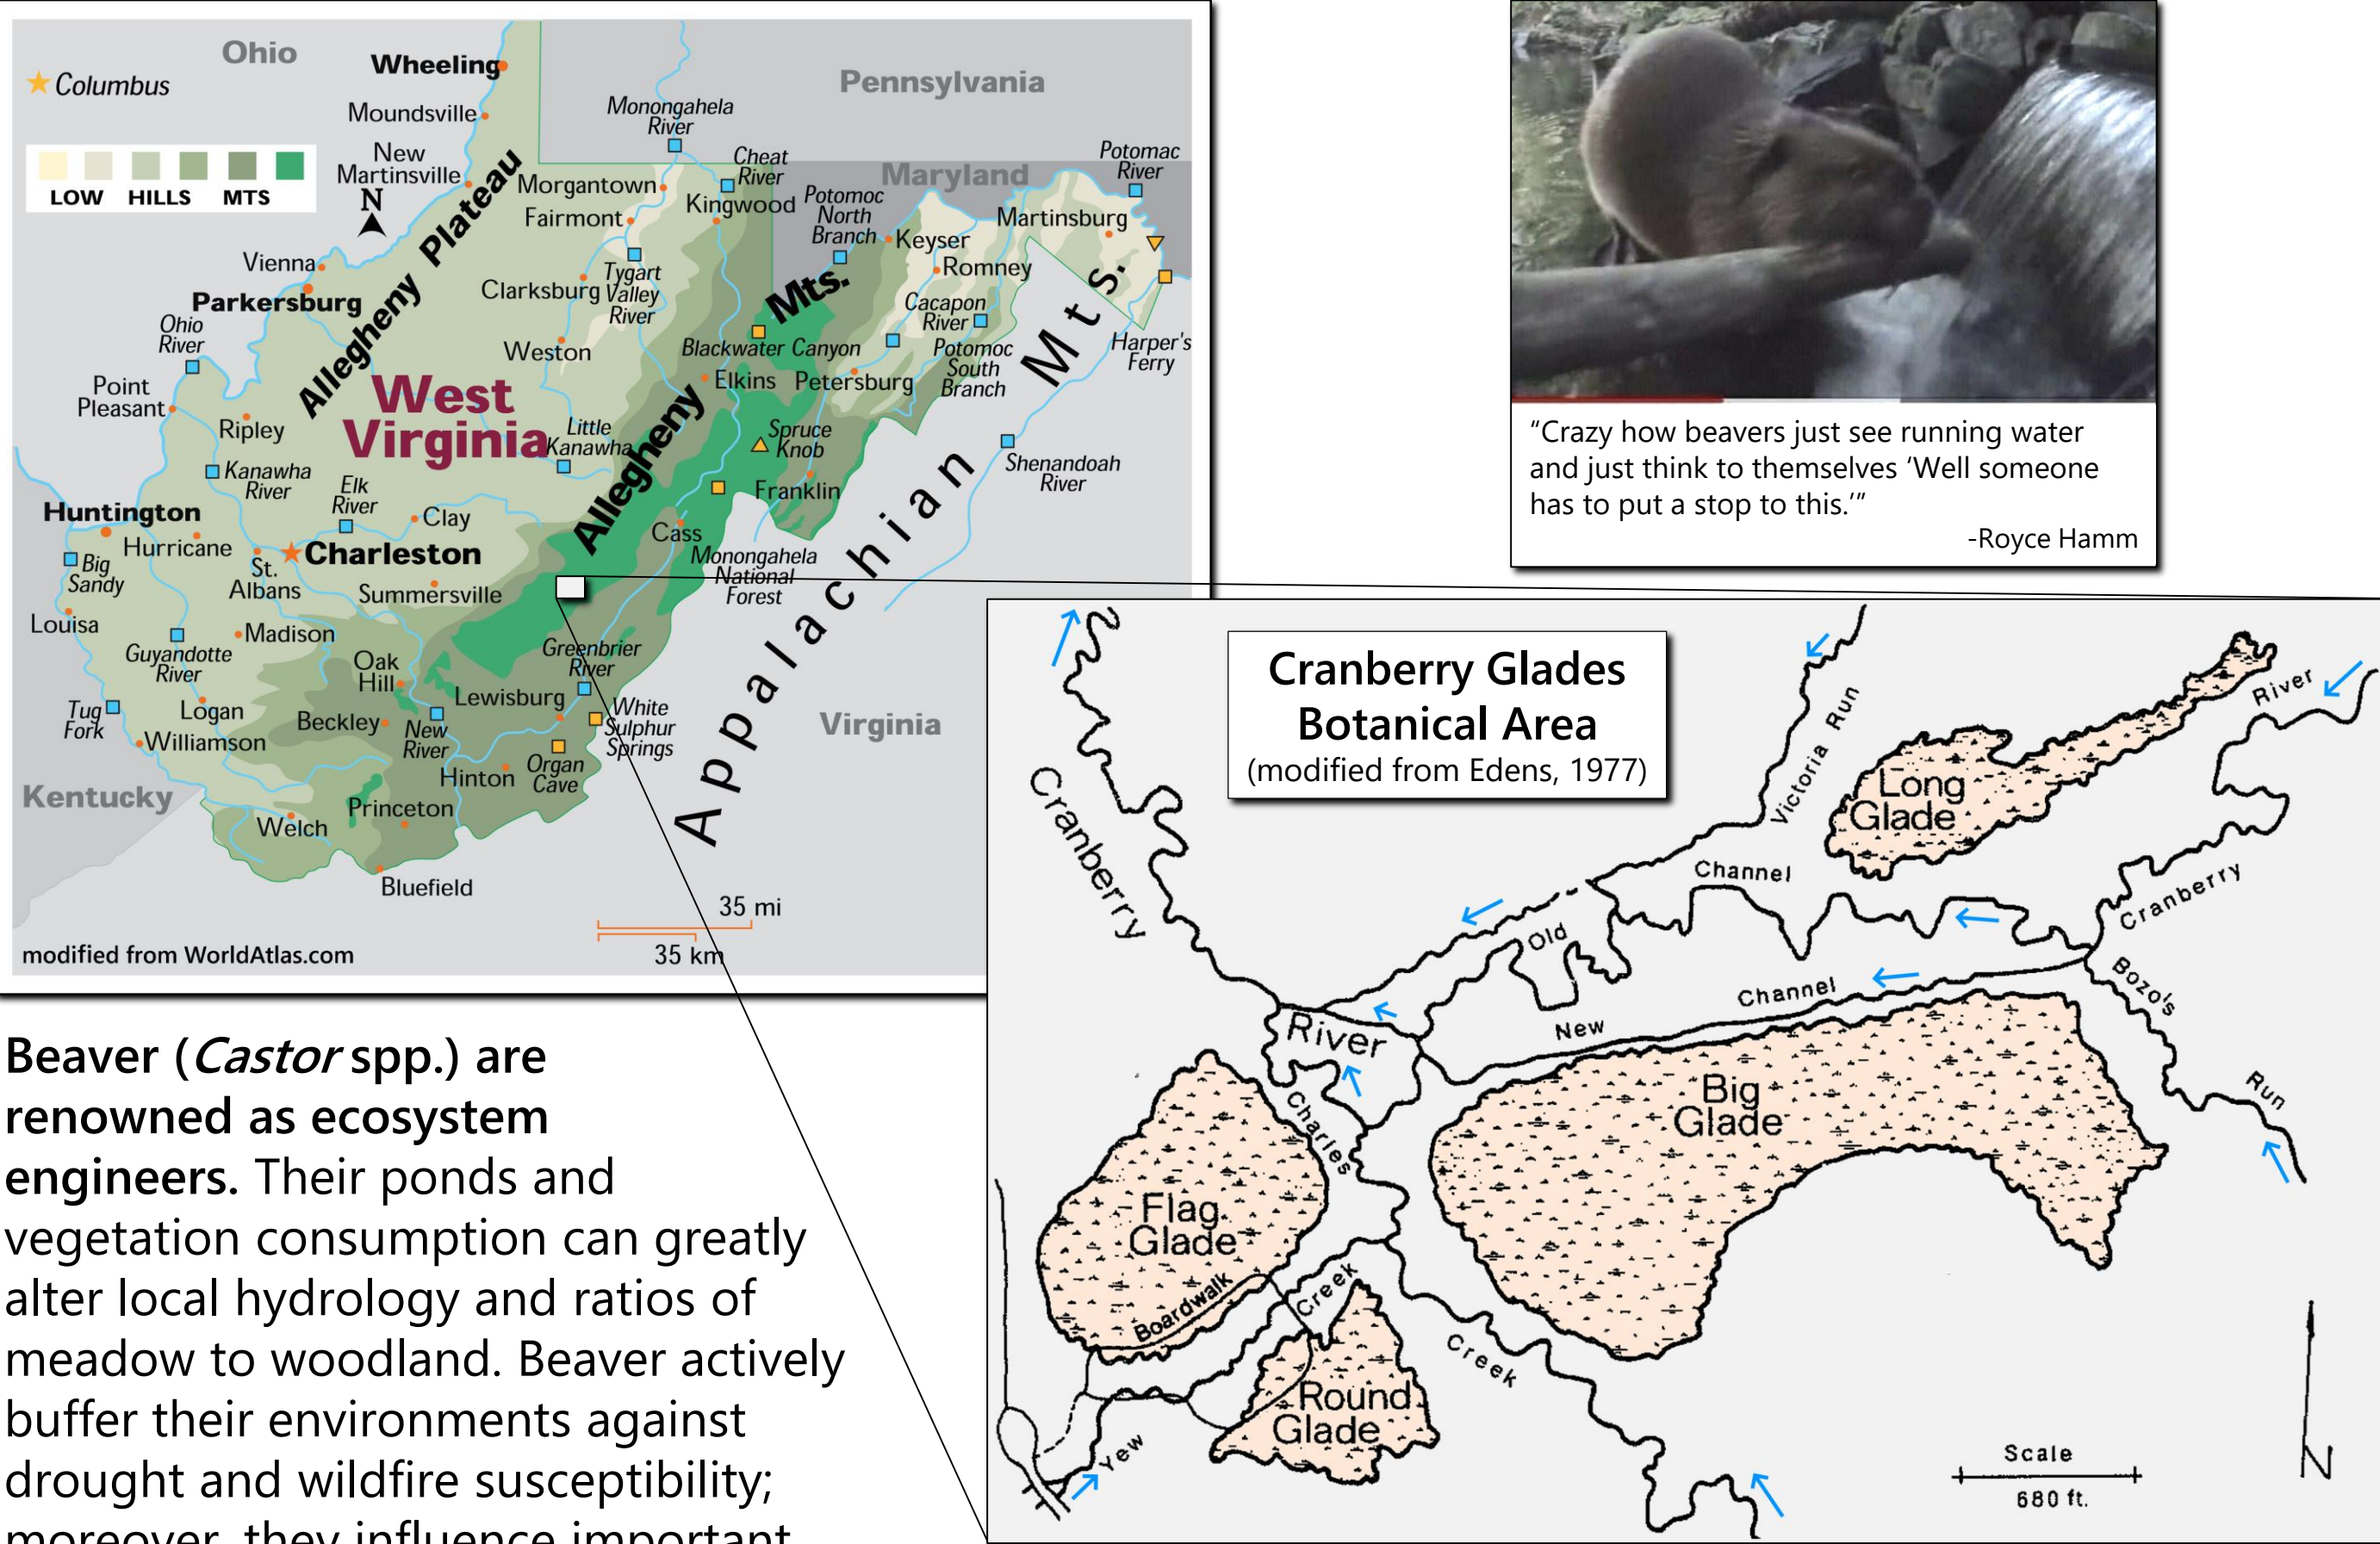 Ohio
Columbus
LOW HILLS MTS
Wheeling
Moundsville
New
Martinsville
N
Pennsylvania
Monongahela
River
Cheat
River
Morgantown
Fairmont
Kingwood
Maryland
Potomac
River
Potomoc
North
Branch
Martinsburg
Keyser
Romney
Vienna
Parkersburg
Allegheny Plateau
Clarksburg
Tygart
Valley
River
Mts.
Cacapon
River
Ohio
River
Weston
Blackwater Canyon
Potomoc
South
Branch
Harper's
Ferry
Point
Pleasant
Elkins
Petersburg
West
Virginia
Ripley
Little
Kanawha
Allegheny
Spruce
Knob
Appalachian Mts.
Shenandoah
River
Kanawha
River
Elk
River
Franklin
Huntington
Clay
Cass
Hurricane
Charleston
Monongahela
National
Forest
Big
Sandy
St.
Albans
Summersville
Louisa
Madison
Guyandotte
River
Oak
Hill
Greenbrier
River
Lewisburg
White
Sulphur
Springs
Tug
Fork
Logan
Beckley
New
River
Virginia
Williamson
Hinton
Organ
Cave
Kentucky
Princeton
Welch
Bluefield
35 mi
35 km
modified from WorldAtlas.com
“Crazy how beavers just see running water
and just think to themselves ‘Well someone
has to put a stop to this.’”
-Royce Hamm
Cranberry Glades
Botanical Area
(modified from Edens, 1977)
Cranberry
River
Victoria Run
Long
Glade
River
Cranberry
Channel
Old
Channel
New
Bozo's
Run
Big
Glade
Charles
Creek
Flag
Glade
Boardwalk
Creek
Yew
Round
Glade
Scale
680 ft.
N
Beaver (Castor spp.) are
renowned as ecosystem
engineers. Their ponds and
vegetation consumption can greatly
alter local hydrology and ratios of
meadow to woodland. Beaver actively
buffer their environments against
drought and wildfire susceptibility;
moreover, they influence important